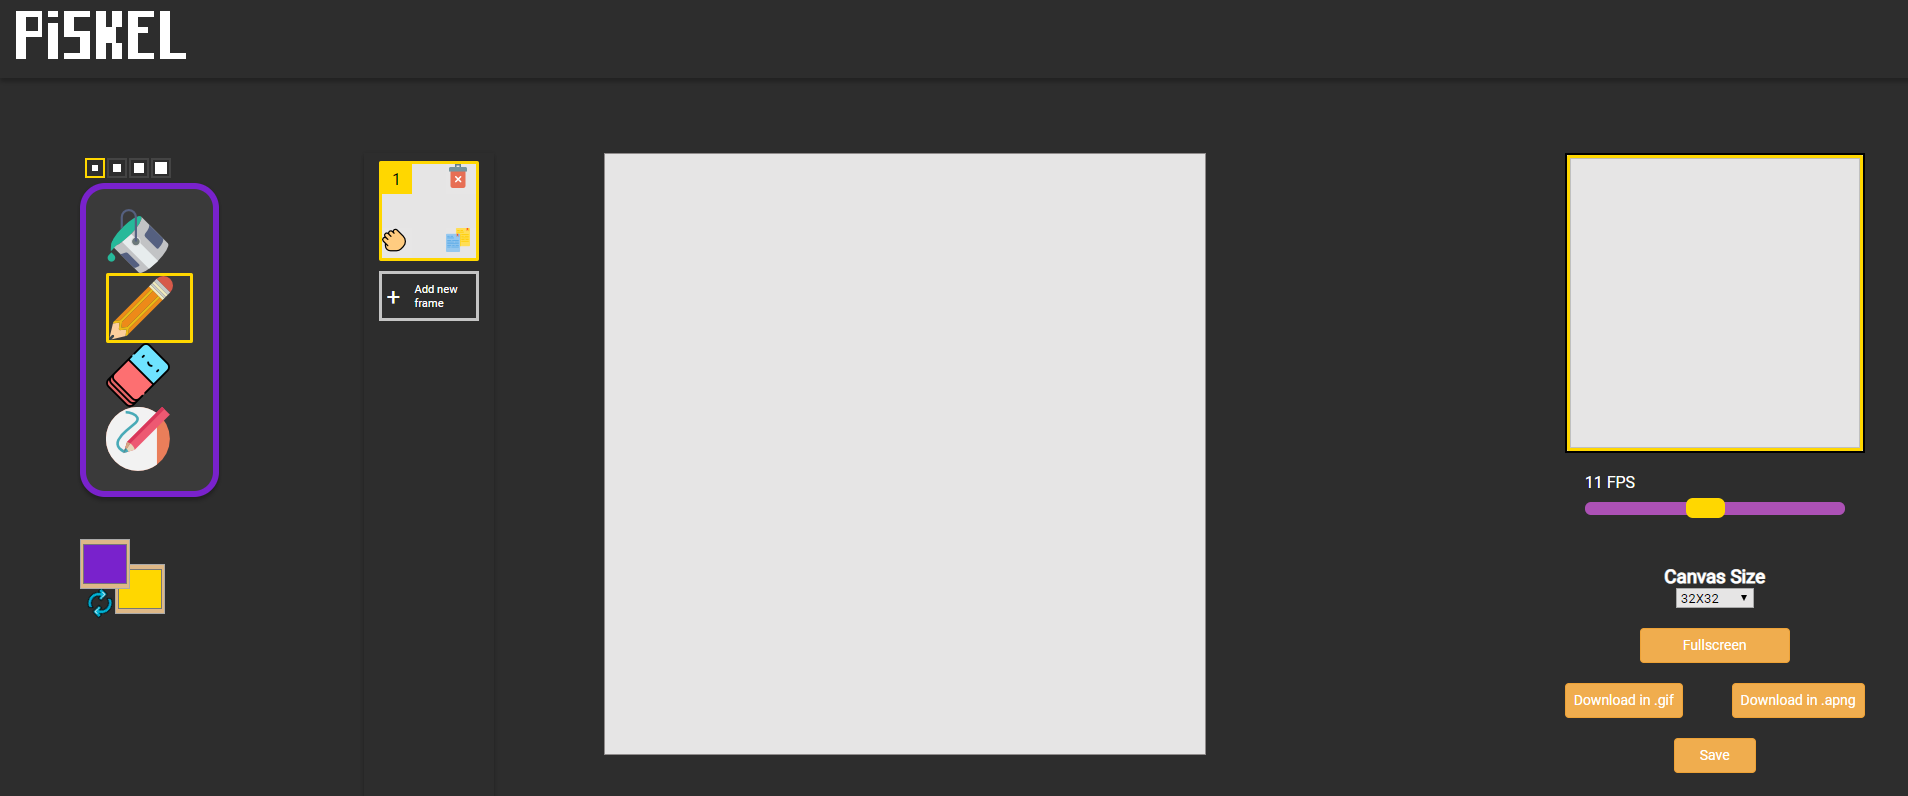 PiSKEL
1
+ Add new
frame
11 FPS
Canvas Size
32X32
Fullscreen
Download in .gif
Download in .apng
Save